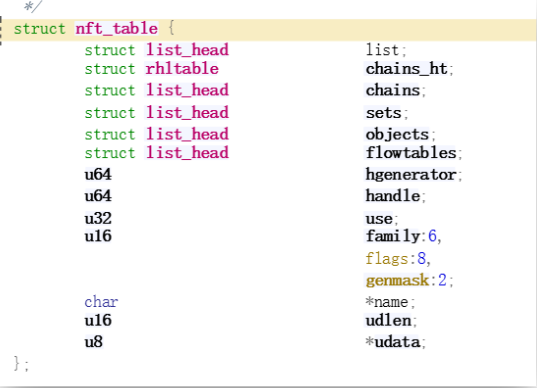 */
struct nft_table {
struct list_head list;
struct rhltable chains_ht;
struct list_head chains;
struct list_head sets;
struct list_head objects;
struct list_head flowtables;
u64 hgenerator;
u64 handle;
u32 use;
u16 family:6,
flags:8,
genmask:2;
char *name;
u16 udlen;
u8 *udata;
};